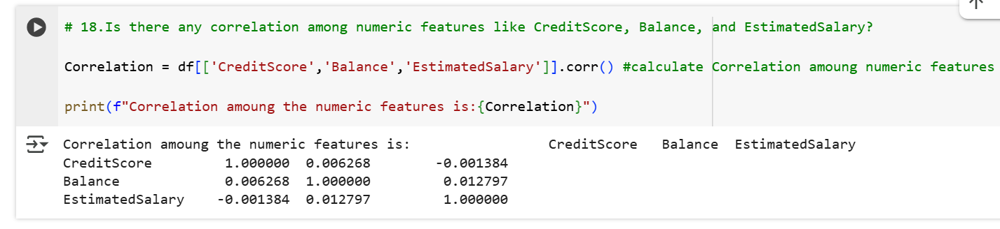 # 18.Is there any correlation among numeric features like CreditScore, Balance, and EstimatedSalary?
Correlation = df[['CreditScore','Balance','EstimatedSalary']].corr() #calculate Correlation amoung numeric features
print(f"Correlation amoung the numeric features is:{Correlation}")
Correlation amoung the numeric features is:                 CreditScore   Balance  EstimatedSalary
CreditScore         1.000000  0.006268        -0.001384
Balance             0.006268  1.000000         0.012797
EstimatedSalary    -0.001384  0.012797         1.000000